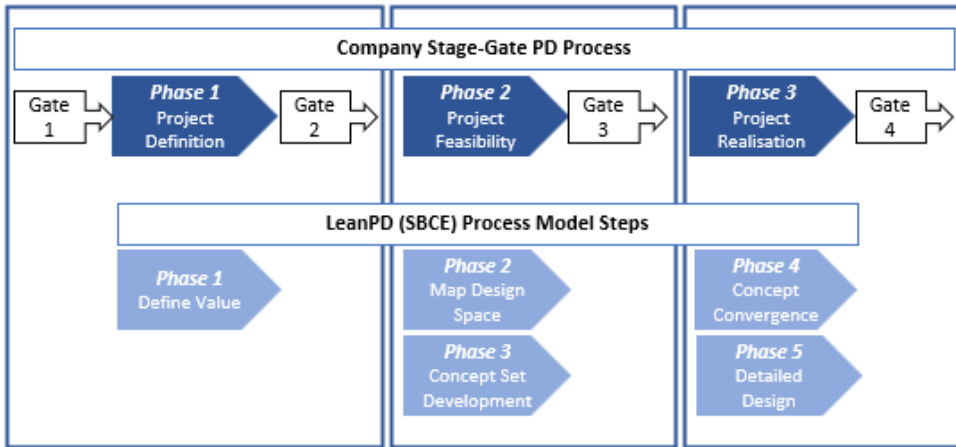 Company Stage-Gate PD Process
Gate
1
Phase 1
Project
Definition
Gate
2
Phase 2
Project
Feasibility
Gate
3
Phase 3
Project
Realisation
Gate
4
LeanPD (SBCE) Process Model Steps
Phase 1
Define Value
Phase 2
Map Design
Space
Phase 4
Concept
Convergence
Phase 3
Concept Set
Development
Phase 5
Detailed
Design